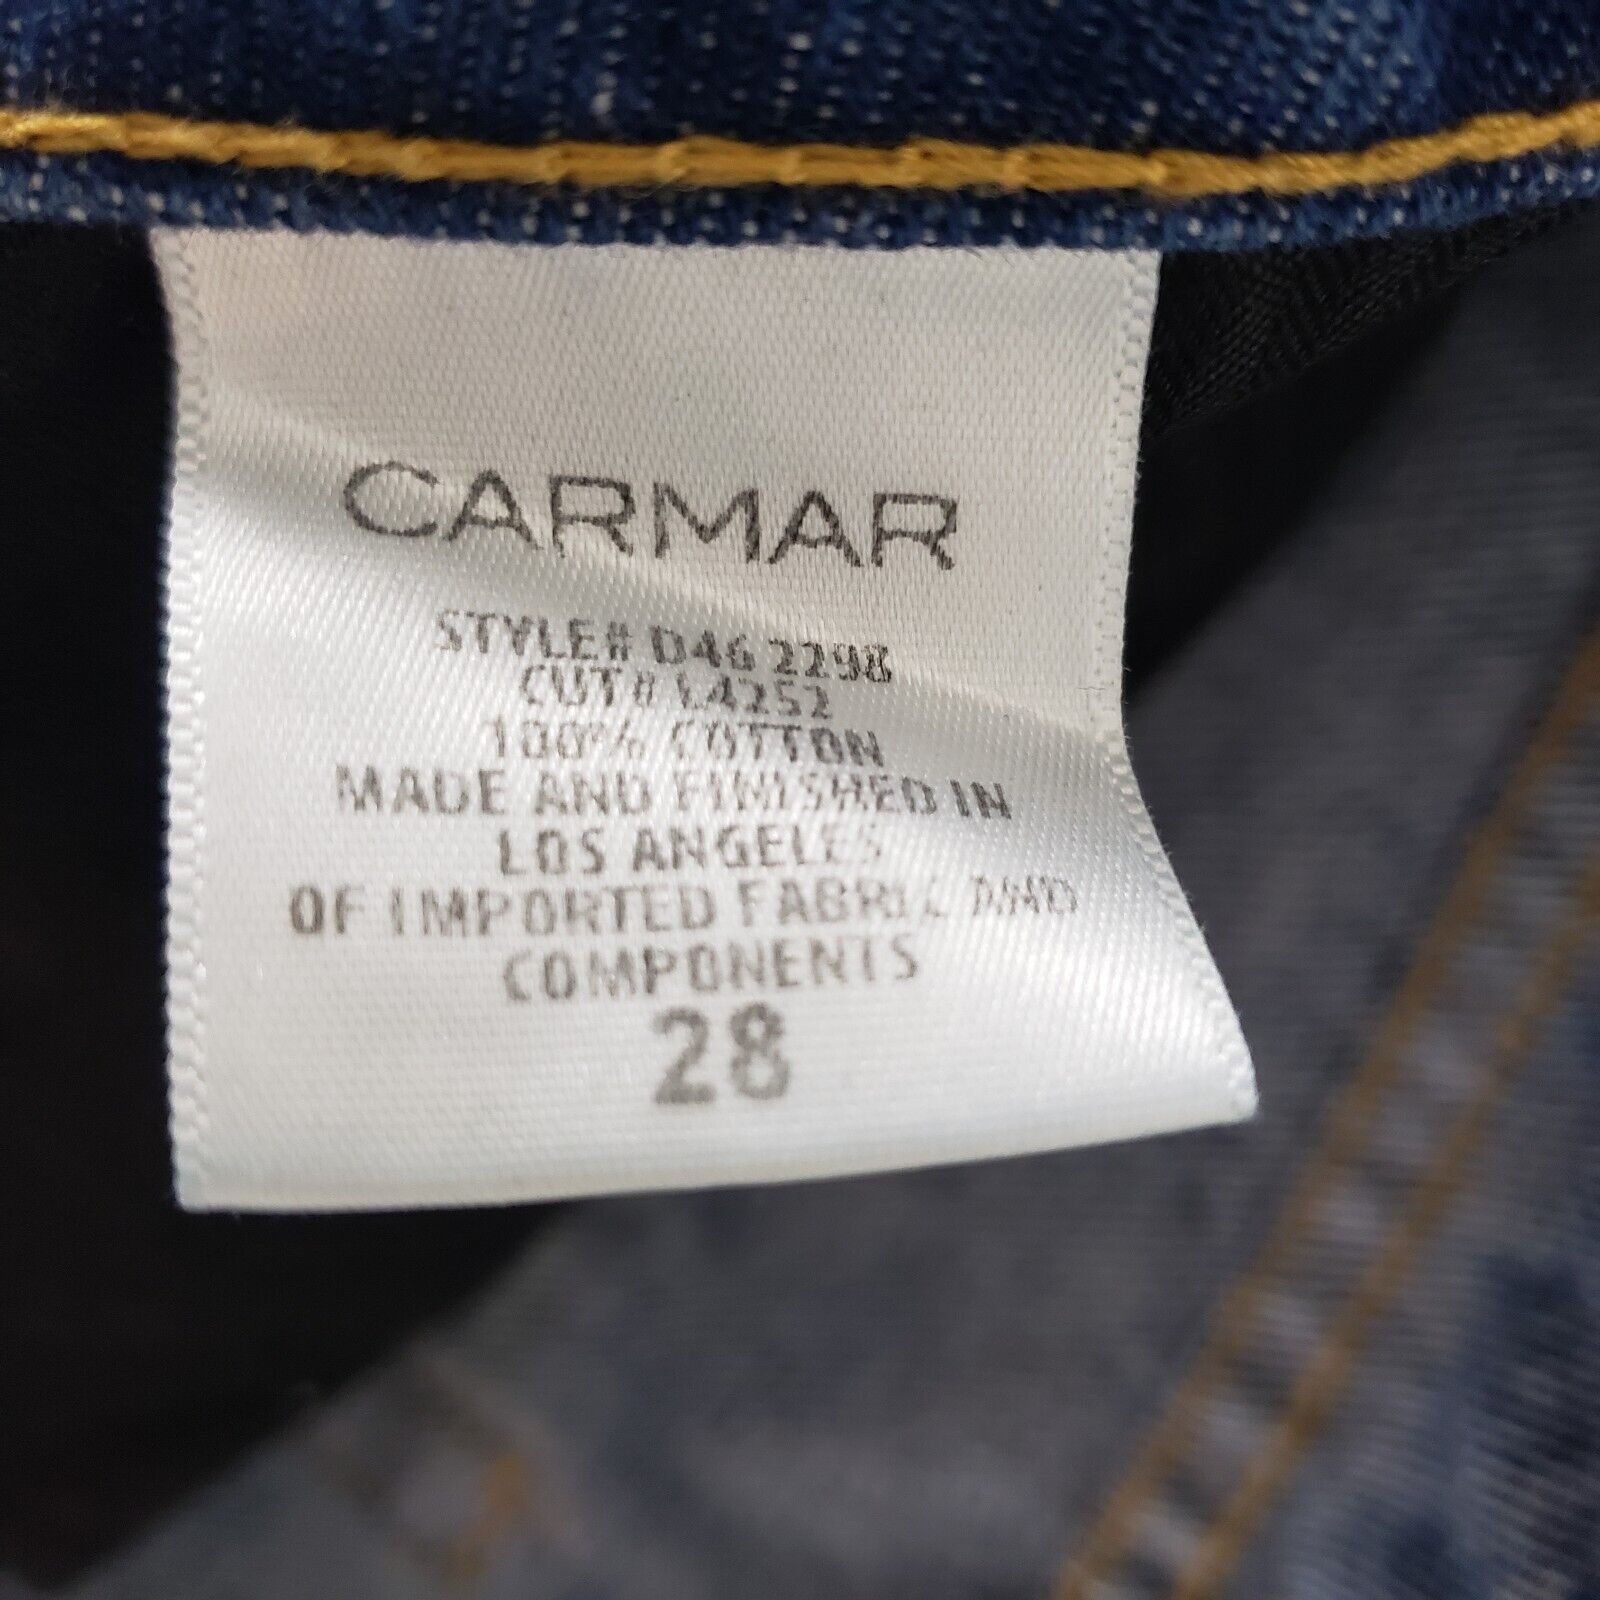 CARMAR
STYLE# D46 2298
CUT# L4252
100% COTTON
MADE AND FINISHED IN
LOS ANGELES
OF IMPORTED FABRIC AND
COMPONENTS
28